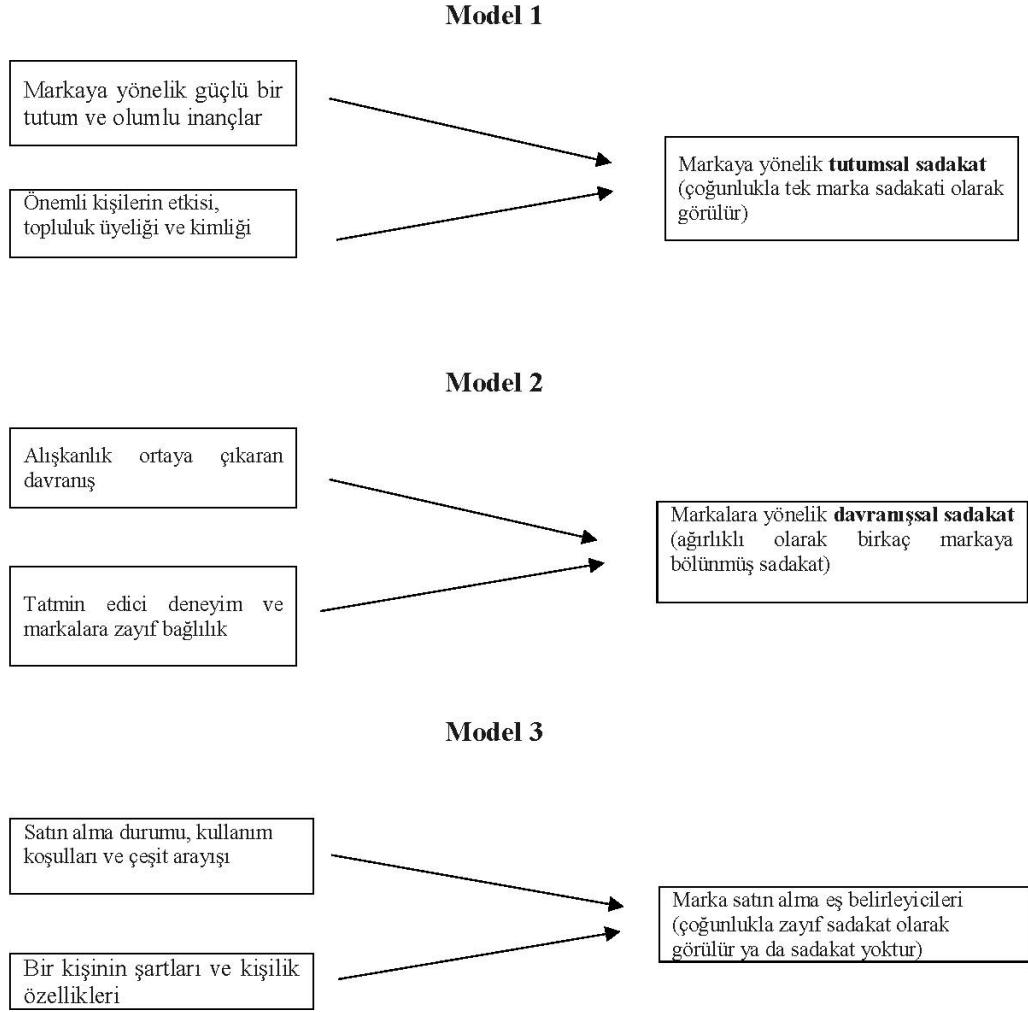 Model 1
Markaya yönelik güçlü bir
tutum ve olumlu inançlar
Önemli kişilerin etkisi,
topluluk üyeliği ve kimliği
Markaya yönelik tutumsal sadakat
(çoğunlukla tek marka sadakati olarak
görülür)
Model 2
Alışkanlık ortaya çıkaran
davranış
Tatmin edici deneyim ve
markalara zayıf bağlılık
Markalara yönelik davranışsal sadakat
(ağırlıklı olarak birkaç markaya
bölünmüş sadakat)
Model 3
Satın alma durumu, kullanım
koşulları ve çeşit arayışı
Bir kişinin şartları ve kişilik
özellikleri
Marka satın alma eş belirleyicileri
(çoğunlukla zayıf sadakat olarak
görülür ya da sadakat yoktur)